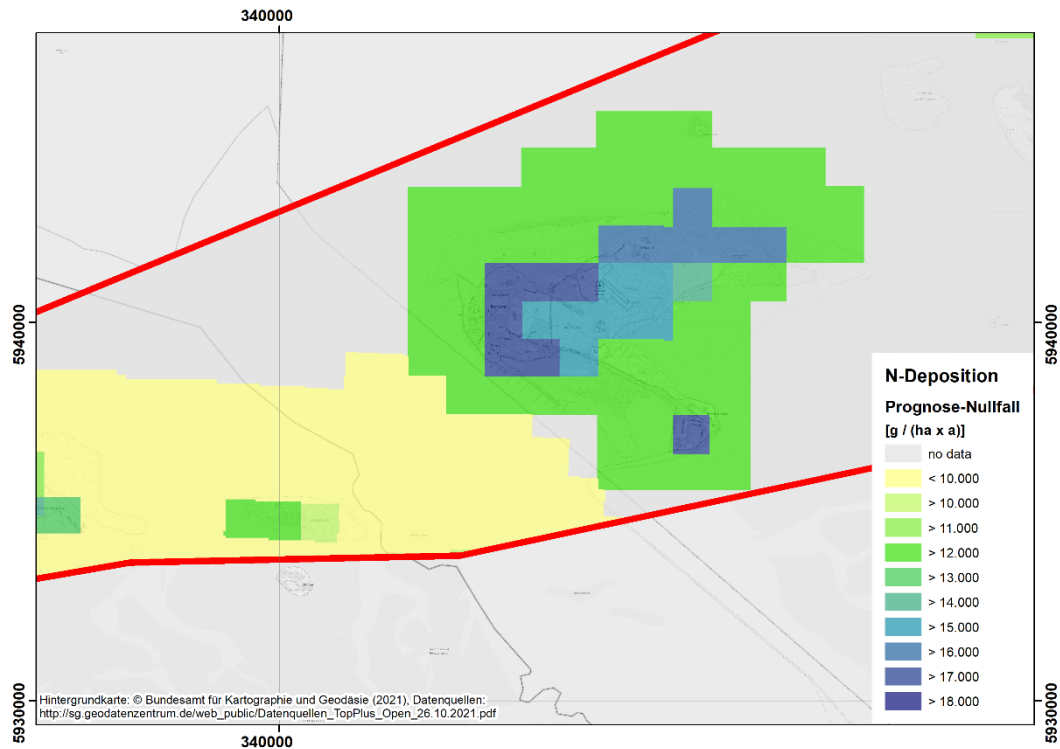 340000
5940000
5940000
N-Deposition
Prognose-Nullfall
[g / (ha x a)]
no data
< 10.000
> 10.000
> 11.000
> 12.000
> 13.000
> 14.000
> 15.000
> 16.000
> 17.000
> 18.000
Hintergrundkarte: © Bundesamt für Kartographie und Geodäsie (2021), Datenquellen:
http://sg.geodatenzentrum.de/web_public/Datenquellen_TopPlus_Open_26.10.2021.pdf
5930000
5930000
340000